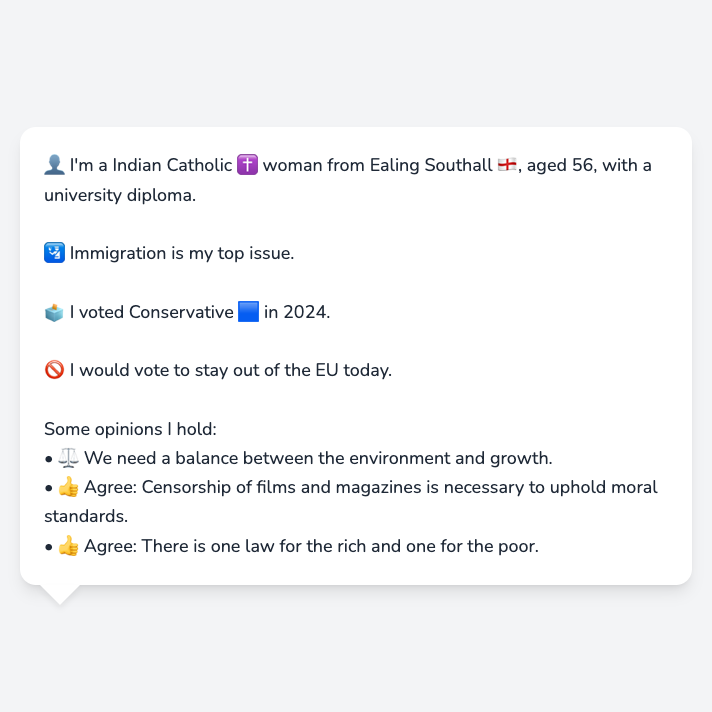 👤 I'm a Indian Catholic ✝️ woman from Ealing Southall 🏴󠁧󠁢󠁥󠁮󠁧󠁿, aged 56, with a
university diploma.
🛂 Immigration is my top issue.
🗳️ I voted Conservative 🟦 in 2024.
🚫 I would vote to stay out of the EU today.
Some opinions I hold:
• ⚖️ We need a balance between the environment and growth.
• 👍 Agree: Censorship of films and magazines is necessary to uphold moral
standards.
• 👍 Agree: There is one law for the rich and one for the poor.